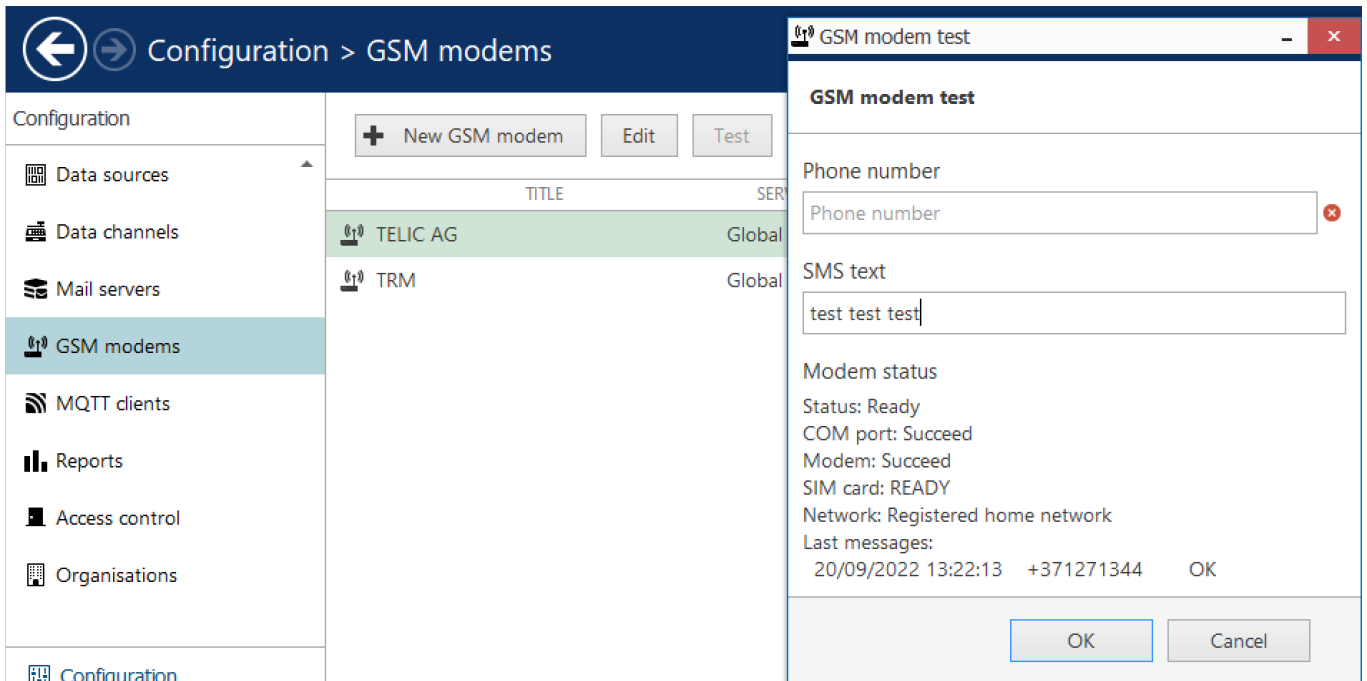 Configuration > GSM modems
Configuration
Data sources
Data channels
Mail servers
GSM modems
MQTT clients
Reports
Access control
Organisations
Configuration
New GSM modem Edit Test
TITLE SER
TELIC AG Global
TRM Global
GSM modem test
GSM modem test
Phone number
Phone number
SMS text
test test test
Modem status
Status: Ready
COM port: Succeed
Modem: Succeed
SIM card: READY
Network: Registered home network
Last messages:
20/09/2022 13:22:13 +371271344 OK
OK Cancel